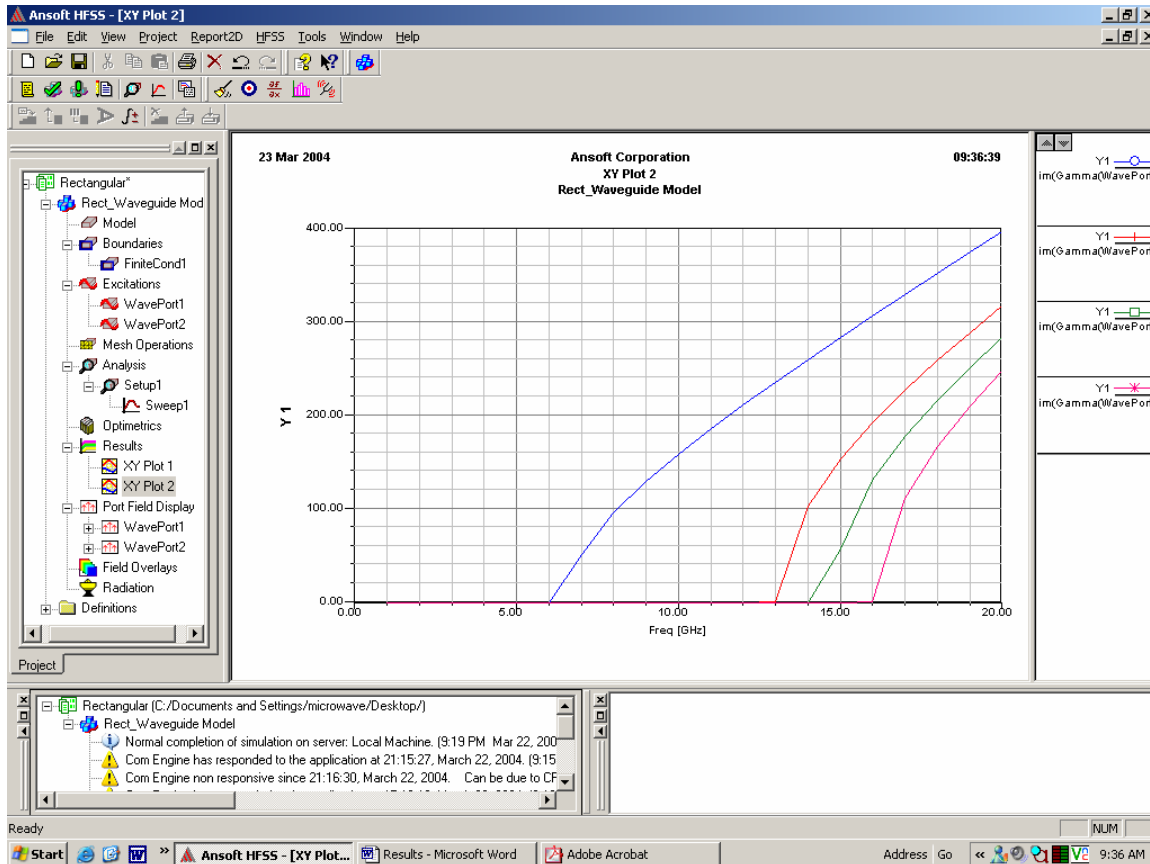 Ansoft HFSS - [XY Plot 2]
File Edit View Project Report2D HFSS Tools Window Help
23 Mar 2004
Ansoft Corporation
09:36:39
XY Plot 2
Rect_Waveguide Model
Rectangular*
Rect_Waveguide Mod
Model
Boundaries
FiniteCond1
Excitations
WavePort1
WavePort2
Mesh Operations
Analysis
Setup1
Sweep1
Optimetrics
Results
XY Plot 1
XY Plot 2
Port Field Display
WavePort1
WavePort2
Field Overlays
Radiation
Definitions
Project
400.00
300.00
200.00
100.00
0.00
Y1
0.00 5.00 10.00 15.00 20.00
Freq [GHz]
Y1
im(Gamma(WavePor
Y1
im(Gamma(WavePor
Y1
im(Gamma(WavePor
Y1
im(Gamma(WavePor
Rectangular (C:/Documents and Settings/microwave/Desktop/)
Rect_Waveguide Model
Normal completion of simulation on server: Local Machine. (9:19 PM Mar 22, 200
Com Engine has responded to the application at 21:15:27, March 22, 2004. (9:15
Com Engine non responsive since 21:16:30, March 22, 2004. Can be due to CF
Ready
NUM
Start
Ansoft HFSS - [XY Plot...
Results - Microsoft Word
Adobe Acrobat
Address Go
9:36 AM